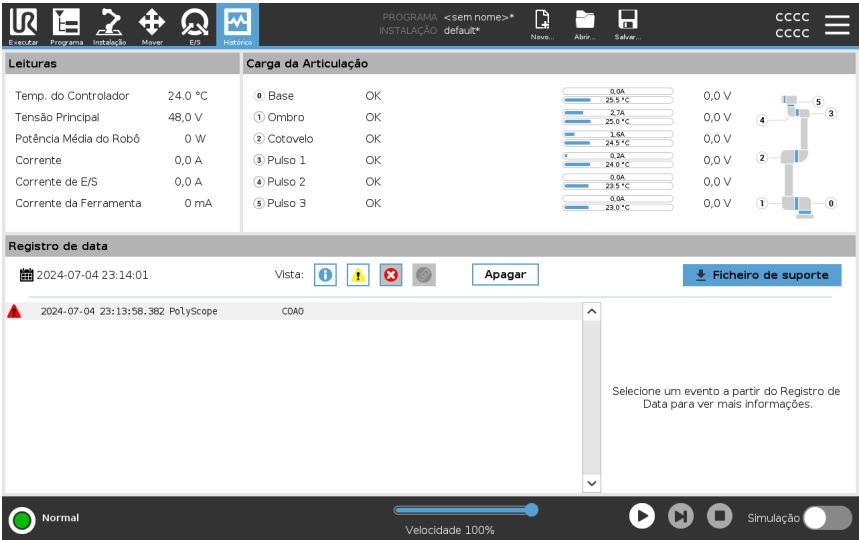 UR
Executar Programa Instalação Mover E/S Histórico
PROGRAMA <sem nome>*
INSTALAÇÃO default*
Novo... Abrir... Salvar...
cccc
cccc
Leituras
Temp. do Controlador 24.0 °C
Tensão Principal 48,0 V
Potência Média do Robô 0 W
Corrente 0,0 A
Corrente de E/S 0,0 A
Corrente da Ferramenta 0 mA
Carga da Articulação
0 Base OK 0,0A 25.5 °C 0,0 V
1 Ombro OK 2,7A 25.0 °C 0,0 V
2 Cotovelo OK 1,6A 24.5 °C 0,0 V
3 Pulso 1 OK 0,2A 24.0 °C 0,0 V
4 Pulso 2 OK 0,0A 23.5 °C 0,0 V
5 Pulso 3 OK 0,0A 23.0 °C 0,0 V
5
4 3
2
1 0
Registro de data
2024-07-04 23:14:01 Vista: Apagar Ficheiro de suporte
2024-07-04 23:13:58.382 PolyScope C0A0
Selecione um evento a partir do Registro de
Data para ver mais informações.
Normal
Velocidade 100%
Simulação